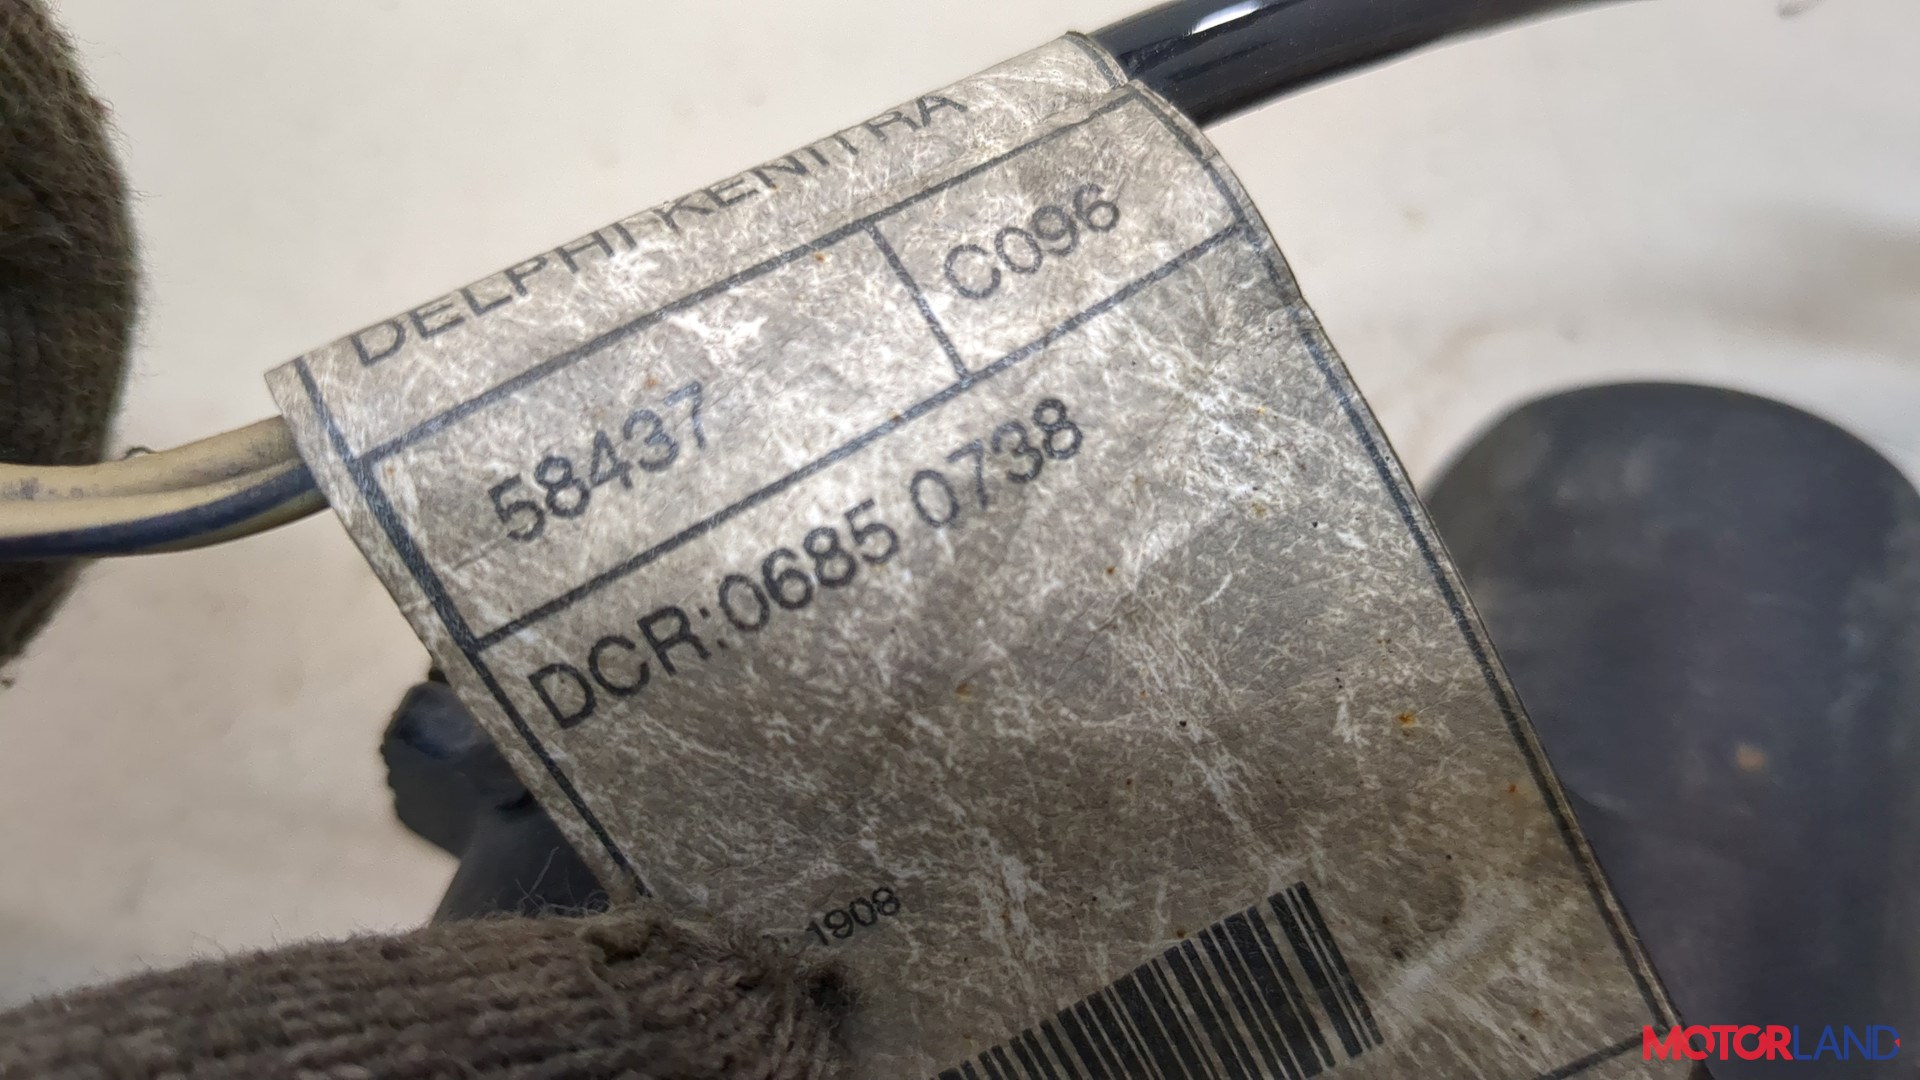 DELPHI KENITRA
58437 C096
DCR:0685 0738
1908
MOTORLAND